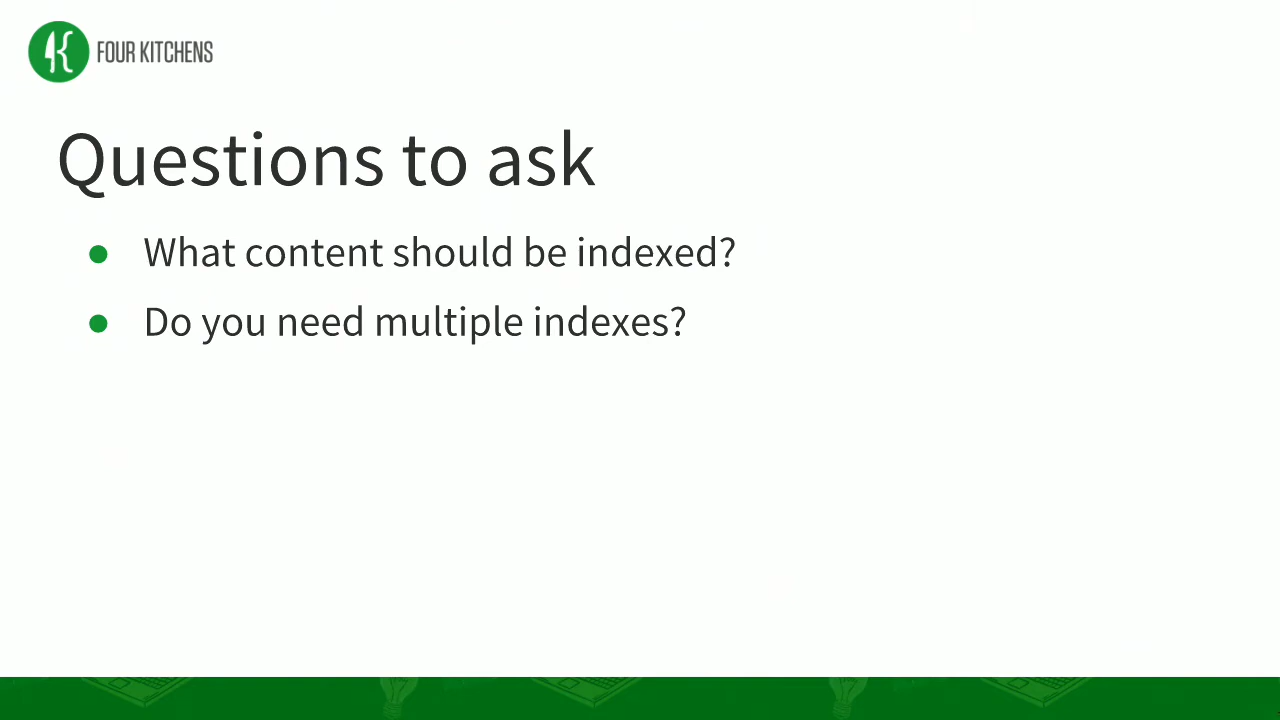 FOUR KITCHENS
Questions to ask
● What content should be indexed?
● Do you need multiple indexes?